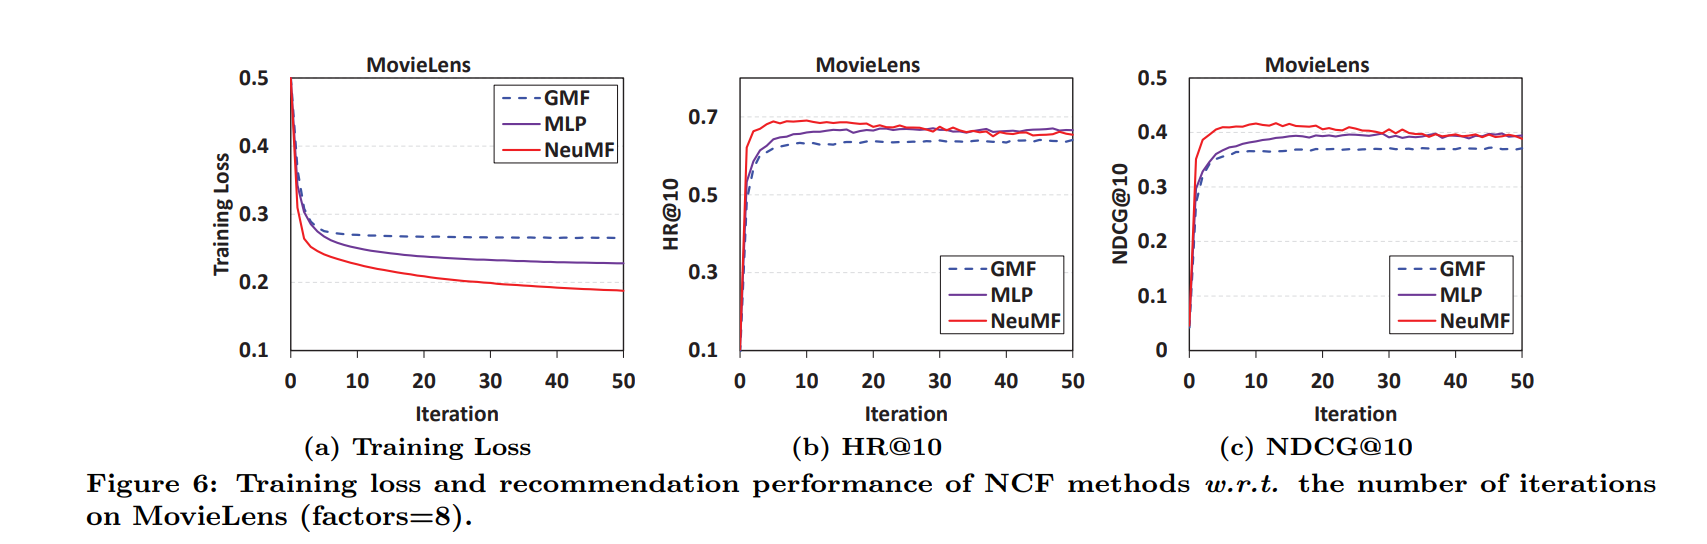 MovieLens
0.5
0.4
0.3
0.2
0.1
Training Loss
GMF
MLP
NeuMF
0 10 20 30 40 50
Iteration
(a) Training Loss
MovieLens
0.7
0.5
0.3
0.1
HR@10
GMF
MLP
NeuMF
0 10 20 30 40 50
Iteration
(b) HR@10
MovieLens
0.5
0.4
0.3
0.2
0.1
0
NDCG@10
GMF
MLP
NeuMF
0 10 20 30 40 50
Iteration
(c) NDCG@10
Figure 6: Training loss and recommendation performance of NCF methods w.r.t. the number of iterations
on MovieLens (factors=8).